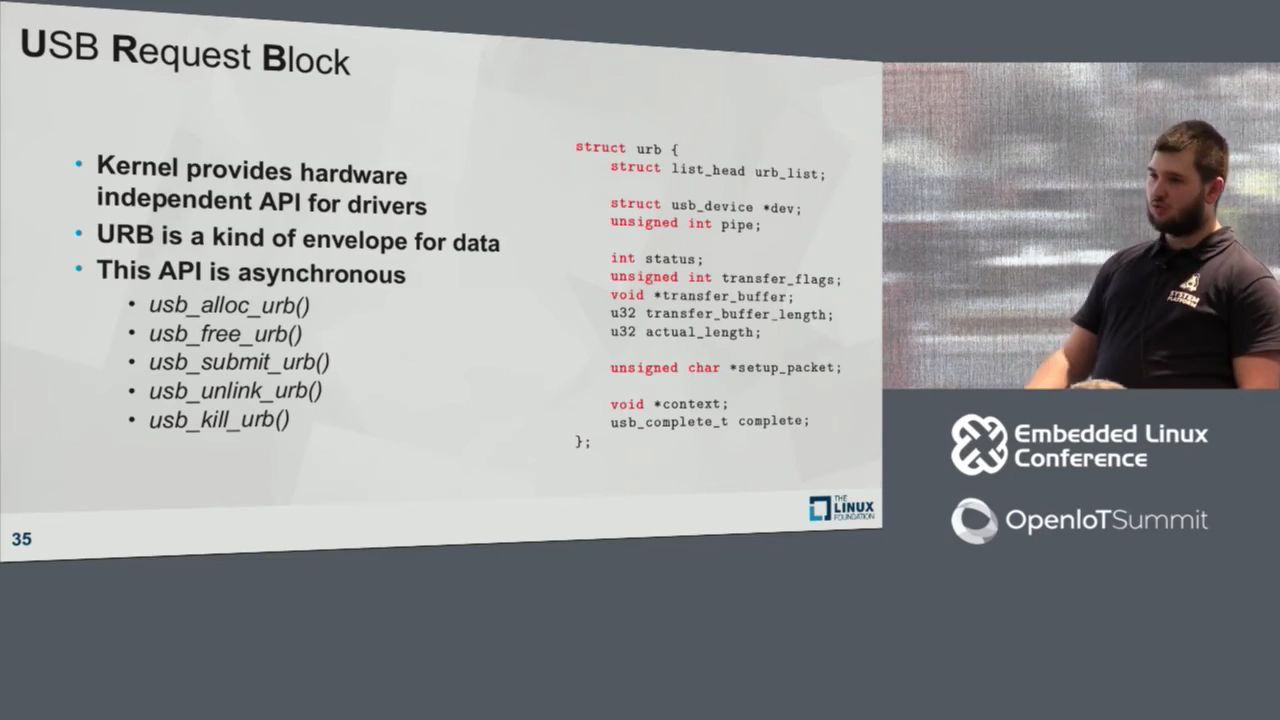 USB Request Block
• Kernel provides hardware
independent API for drivers
• URB is a kind of envelope for data
• This API is asynchronous
• usb_alloc_urb()
• usb_free_urb()
• usb_submit_urb()
• usb_unlink_urb()
• usb_kill_urb()
struct urb {
struct list_head urb_list;
struct usb_device *dev;
unsigned int pipe;
int status;
unsigned int transfer_flags;
void *transfer_buffer;
u32 transfer_buffer_length;
u32 actual_length;
unsigned char *setup_packet;
void *context;
usb_complete_t complete;
};
35
THE
LINUX
FOUNDATION
SYSTEM
PLATFORM
Embedded Linux
Conference
OpenIoTSummit